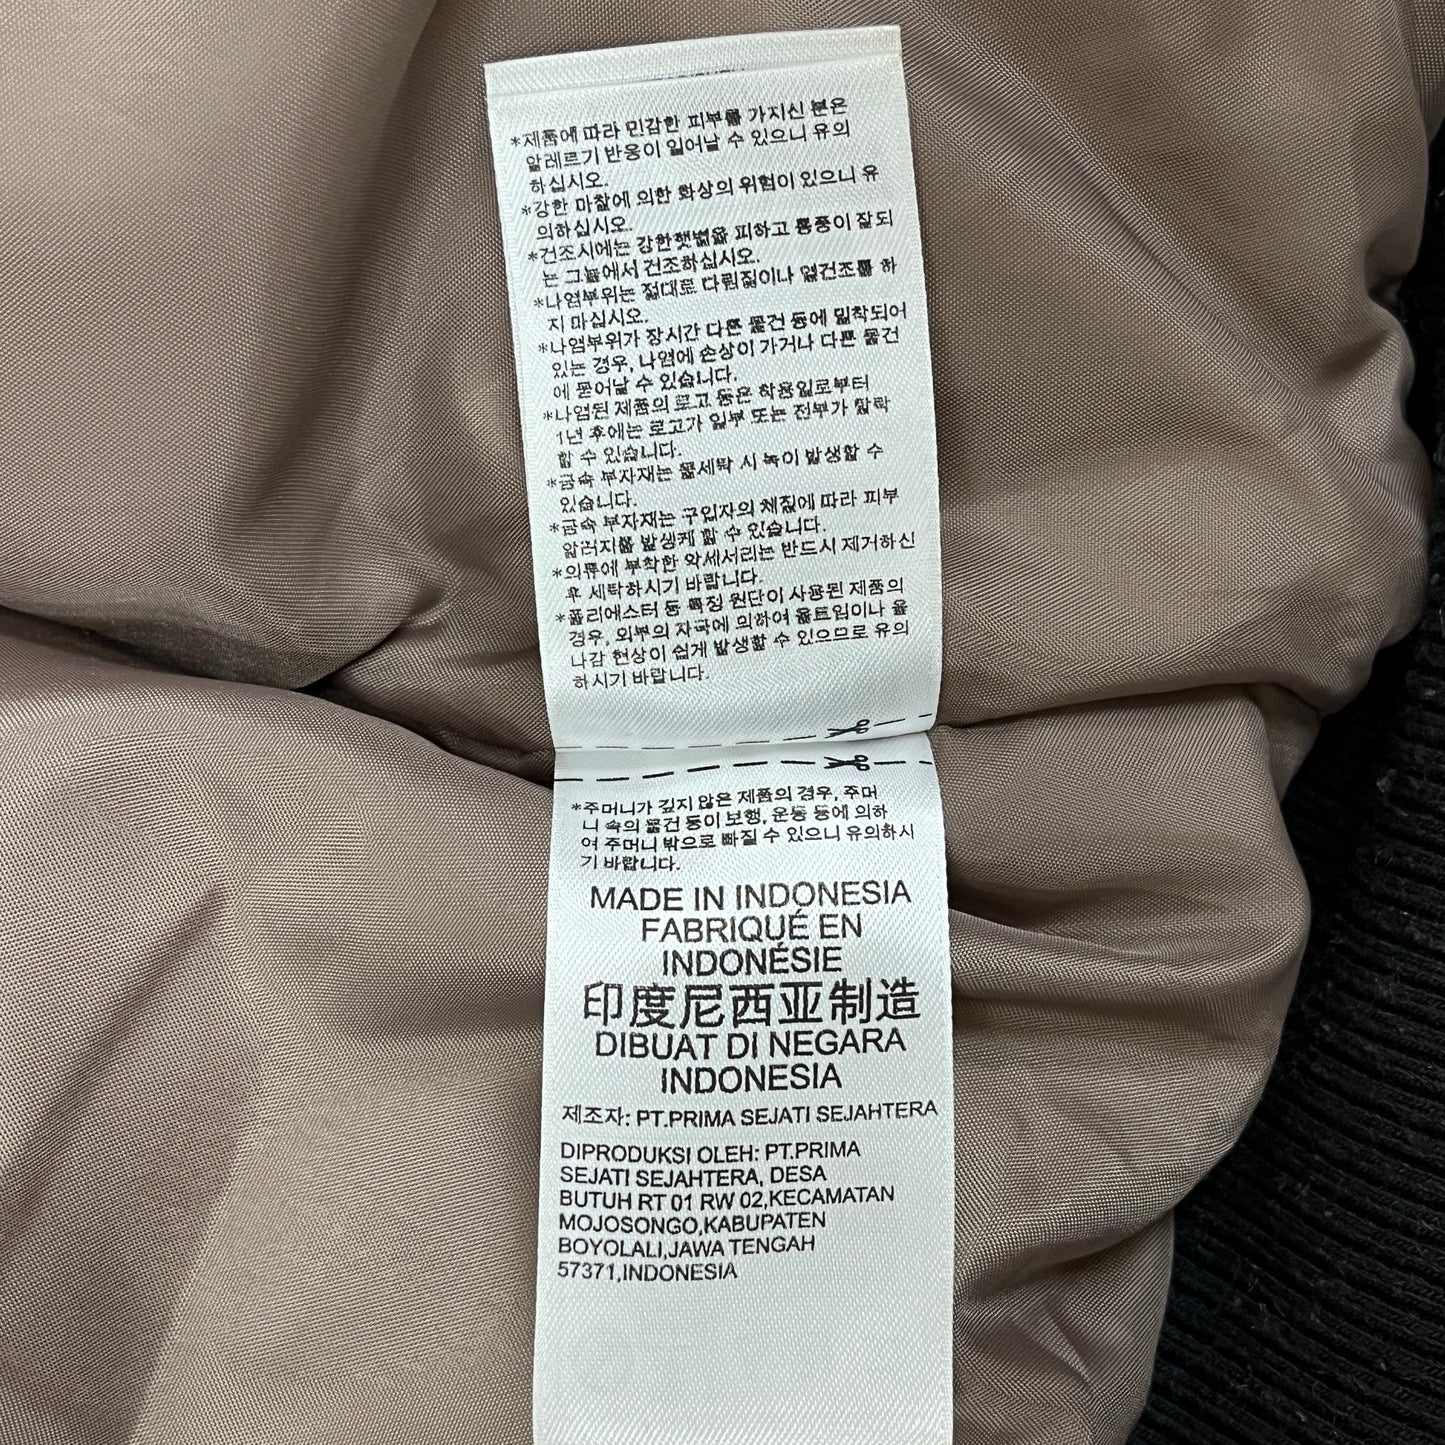 *제품에 따라 민감한 피부를 가지신 분은
알레르기 반응이 일어날 수 있으니 유의
하십시오.
*강한 마찰에 의한 화상의 위험이 있으니 유
의하십시오.
*건조시에는 강한햇볕을 피하고 통풍이 잘되
는 그늘에서 건조하십시오.
*나염부위는 절대로 다림질이나 열건조를 하
지 마십시오.
*나염부위가 장시간 다른 물건 등에 밀착되어
있는 경우, 나염에 손상이 가거나 다른 물건
에 묻어날 수 있습니다.
*나염된 제품의 로고 등은 착용일로부터
1년 후에는 로고가 일부 또는 전부가 탈락
할 수 있습니다.
*금속 부자재는 물세탁 시 녹이 발생할 수
있습니다.
*금속 부자재는 구입자의 체질에 따라 피부
알러지를 발생케 할 수 있습니다.
*의류에 부착한 악세서리는 반드시 제거하신
후 세탁하시기 바랍니다.
*폴리에스터 등 특정 원단이 사용된 제품의
경우, 외부의 자극에 의하여 올트임이나 올
나감 현상이 쉽게 발생할 수 있으므로 유의
하시기 바랍니다.
*주머니가 깊지 않은 제품의 경우, 주머
니 속의 물건 등이 보행, 운동 등에 의하
여 주머니 밖으로 빠질 수 있으니 유의하시
기 바랍니다.
MADE IN INDONESIA
FABRIQUÉ EN
INDONÉSIE
印度尼西亚制造
DIBUAT DI NEGARA
INDONESIA
제조자: PT.PRIMA SEJATI SEJAHTERA
DIPRODUKSI OLEH: PT.PRIMA
SEJATI SEJAHTERA, DESA
BUTUH RT 01 RW 02,KECAMATAN
MOJOSONGO,KABUPATEN
BOYOLALI,JAWA TENGAH
57371,INDONESIA